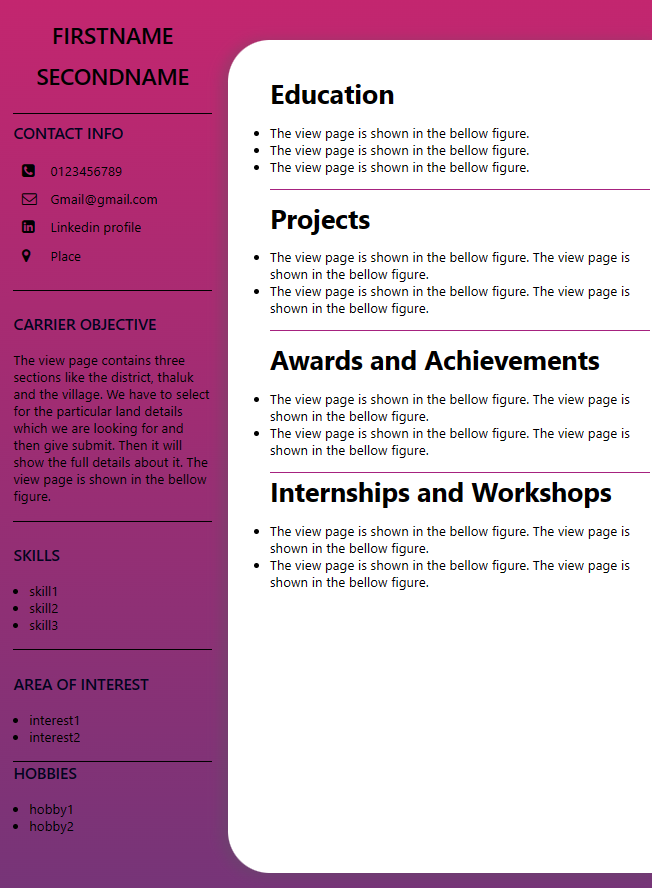 FIRSTNAME
SECONDNAME
CONTACT INFO
0123456789
Gmail@gmail.com
Linkedin profile
Place
CARRIER OBJECTIVE
The view page contains three
sections like the district, thaluk
and the village. We have to select
for the particular land details
which we are looking for and
then give submit. Then it will
show the full details about it. The
view page is shown in the bellow
figure.
SKILLS
skill1
skill2
skill3
AREA OF INTEREST
interest1
interest2
HOBBIES
hobby1
hobby2
Education
The view page is shown in the bellow figure.
The view page is shown in the bellow figure.
The view page is shown in the bellow figure.
Projects
The view page is shown in the bellow figure. The view page is
shown in the bellow figure.
The view page is shown in the bellow figure. The view page is
shown in the bellow figure.
Awards and Achievements
The view page is shown in the bellow figure. The view page is
shown in the bellow figure.
The view page is shown in the bellow figure. The view page is
shown in the bellow figure.
Internships and Workshops
The view page is shown in the bellow figure. The view page is
shown in the bellow figure.
The view page is shown in the bellow figure. The view page is
shown in the bellow figure.